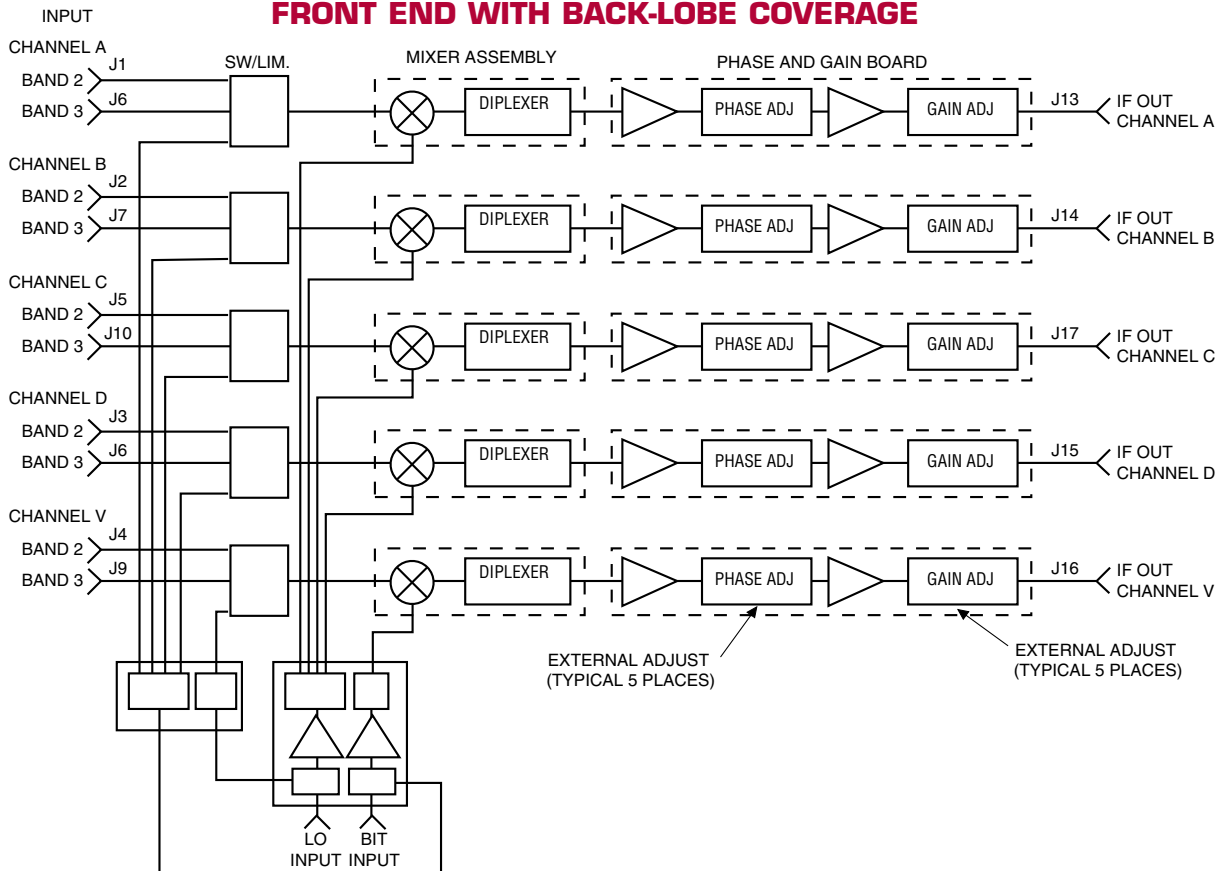 FRONT END WITH BACK-LOBE COVERAGE
INPUT
CHANNEL A
BAND 2
J1
BAND 3
J6
SW/LIM.
MIXER ASSEMBLY
DIPLEXER
PHASE AND GAIN BOARD
PHASE ADJ
GAIN ADJ
J13
IF OUT
CHANNEL A
CHANNEL B
BAND 2
J2
BAND 3
J7
DIPLEXER
PHASE ADJ
GAIN ADJ
J14
IF OUT
CHANNEL B
CHANNEL C
BAND 2
J5
BAND 3
J10
DIPLEXER
PHASE ADJ
GAIN ADJ
J17
IF OUT
CHANNEL C
CHANNEL D
BAND 2
J3
BAND 3
J6
DIPLEXER
PHASE ADJ
GAIN ADJ
J15
IF OUT
CHANNEL D
CHANNEL V
BAND 2
J4
BAND 3
J9
DIPLEXER
PHASE ADJ
GAIN ADJ
J16
IF OUT
CHANNEL V
EXTERNAL ADJUST
(TYPICAL 5 PLACES)
EXTERNAL ADJUST
(TYPICAL 5 PLACES)
LO
INPUT
BIT
INPUT